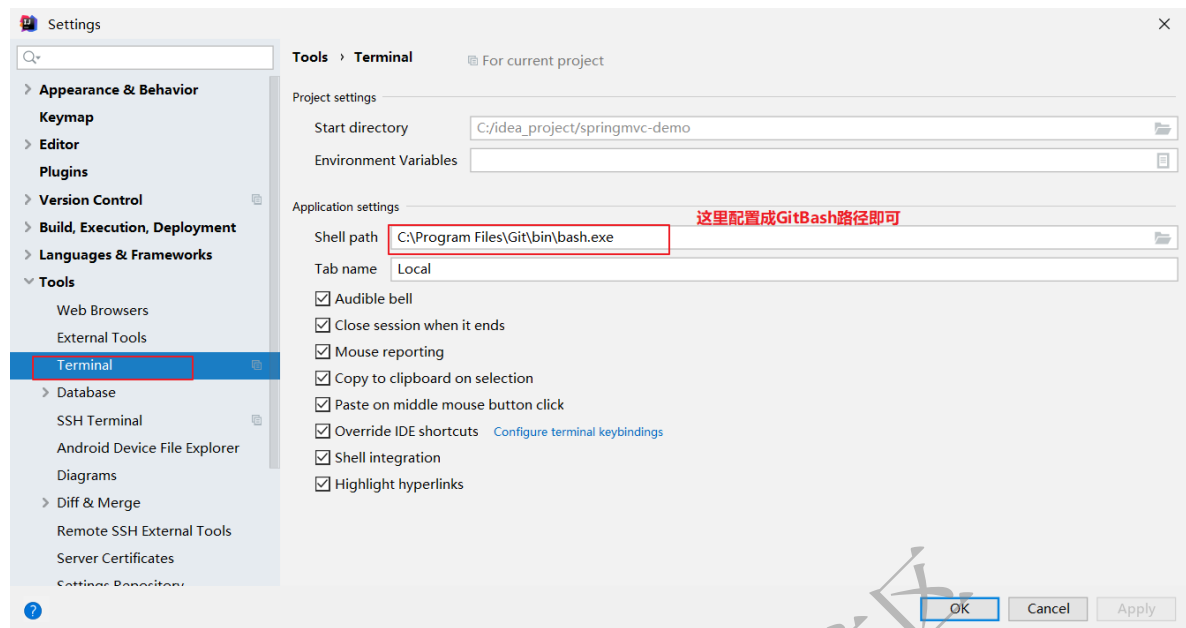 Settings
Tools › Terminal
For current project
Appearance & Behavior
Keymap
Editor
Plugins
Version Control
Build, Execution, Deployment
Languages & Frameworks
Tools
Web Browsers
External Tools
Terminal
Database
SSH Terminal
Android Device File Explorer
Diagrams
Diff & Merge
Remote SSH External Tools
Server Certificates
Settings Repository
Project settings
Start directory C:/idea_project/springmvc-demo
Environment Variables
Application settings
这里配置成GitBash路径即可
Shell path C:\Program Files\Git\bin\bash.exe
Tab name Local
Audible bell
Close session when it ends
Mouse reporting
Copy to clipboard on selection
Paste on middle mouse button click
Override IDE shortcuts Configure terminal keybindings
Shell integration
Highlight hyperlinks
?
OK Cancel Apply